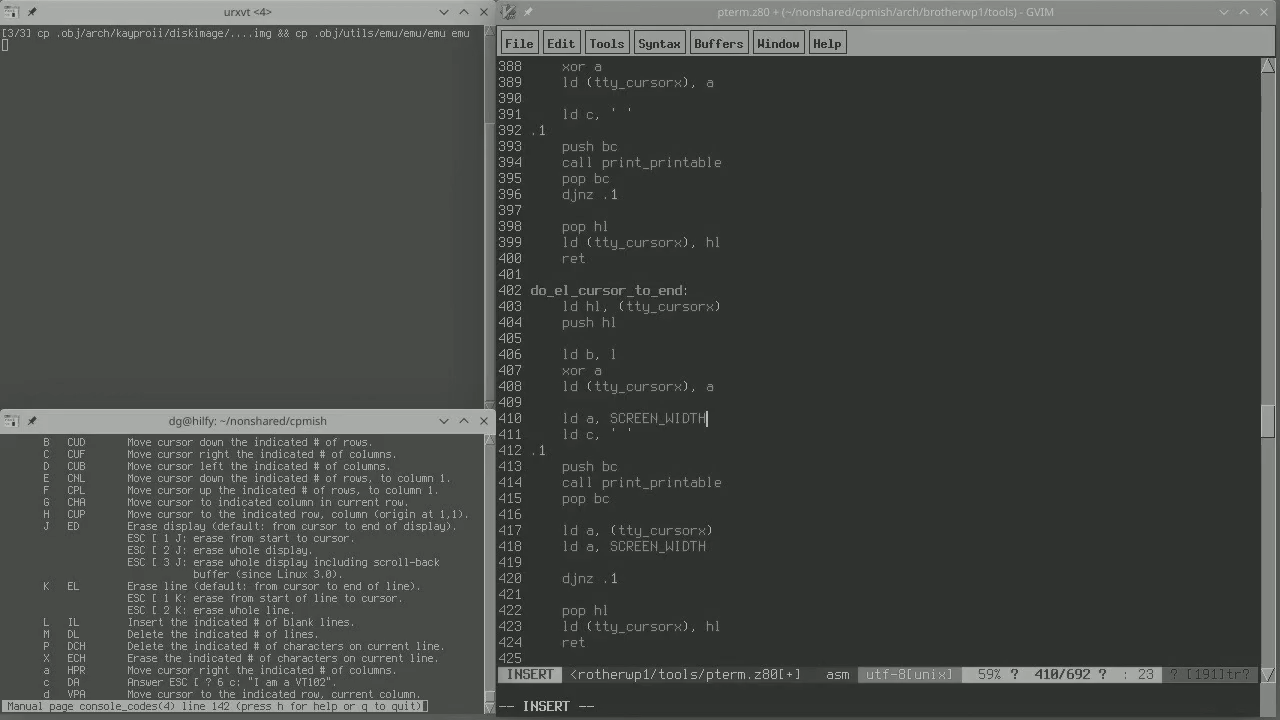 urxvt <4>
[3/3] cp .obj/arch/kayproii/diskimage/....img && cp .obj/utils/emu/emu/emu emu
dg@hilfy: ~/nonshared/cpmish
B CUD Move cursor down the indicated # of rows.
C CUF Move cursor right the indicated # of columns.
D CUB Move cursor left the indicated # of columns.
E CNL Move cursor down the indicated # of rows, to column 1.
F CPL Move cursor up the indicated # of rows, to column 1.
G CHA Move cursor to indicated column in current row.
H CUP Move cursor to the indicated row, column (origin at 1,1).
J ED Erase display (default: from cursor to end of display).
ESC [ 1 J: erase from start to cursor.
ESC [ 2 J: erase whole display.
ESC [ 3 J: erase whole display including scroll-back
buffer (since Linux 3.0).
K EL Erase line (default: from cursor to end of line).
ESC [ 1 K: erase from start of line to cursor.
ESC [ 2 K: erase whole line.
L IL Insert the indicated # of blank lines.
M DL Delete the indicated # of lines.
P DCH Delete the indicated # of characters on current line.
X ECH Erase the indicated # of characters on current line.
a HPR Move cursor right the indicated # of columns.
c DA Answer ESC [ ? 6 c: "I am a VT102".
d VPA Move cursor to the indicated row, current column.
Manual page console_codes(4) line 142 (press h for help or q to quit)
pterm.z80 + (~/nonshared/cpmish/arch/brotherwp1/tools) - GVIM
File Edit Tools Syntax Buffers Window Help
388 xor a
389 ld (tty_cursorx), a
390
391 ld c, ' '
392 .1
393 push bc
394 call print_printable
395 pop bc
396 djnz .1
397
398 pop hl
399 ld (tty_cursorx), hl
400 ret
401
402 do_el_cursor_to_end:
403 ld hl, (tty_cursorx)
404 push hl
405
406 ld b, l
407 xor a
408 ld (tty_cursorx), a
409
410 ld a, SCREEN_WIDTH
411 ld c, ' '
412 .1
413 push bc
414 call print_printable
415 pop bc
416
417 ld a, (tty_cursorx)
418 ld a, SCREEN_WIDTH
419
420 djnz .1
421
422 pop hl
423 ld (tty_cursorx), hl
424 ret
425
INSERT <rotherwp1/tools/pterm.z80[+] asm utf-8[unix] 59% ? 410/692 ? : 23 ? [191]tr?
-- INSERT --